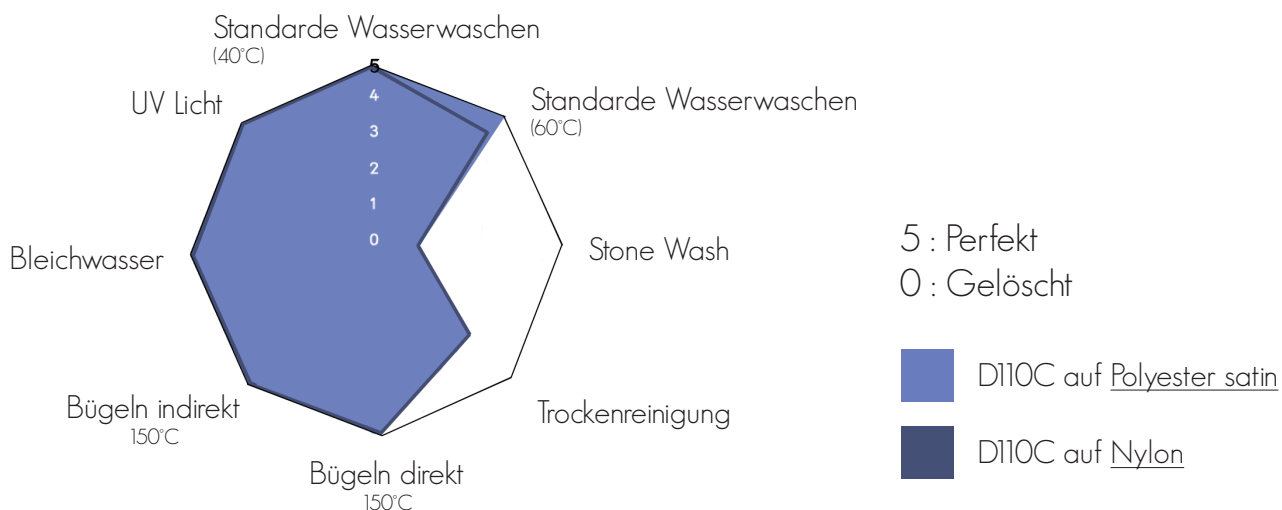 Standarde Wasserwaschen
(40°C)
5
4
3
2
1
0
UV Licht
Standarde Wasserwaschen
(60°C)
Bleichwasser
Stone Wash
Bügeln indirekt
150°C
Trockenreinigung
Bügeln direkt
150°C
5 : Perfekt
0 : Gelöscht
D110C auf Polyester satin
D110C auf Nylon